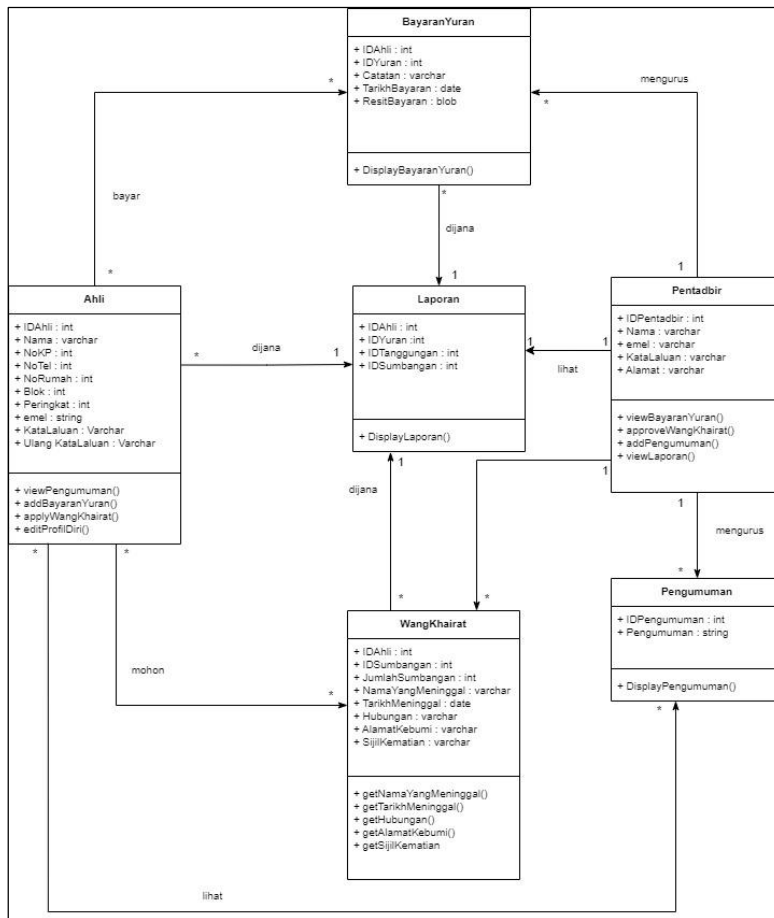 BayaranYuran
+ IDAhli : int
+ IDYuran : int
+ Catatan : varchar
+ TarikhBayaran : date
+ ResitBayaran : blob
+ DisplayBayaranYuran()
*
*
mengurus
*
bayar
*
dijana
*
1
1
Ahli
+ IDAhli : int
+ Nama : varchar
+ NoKP : int
+ NoTel : int
+ NoRumah : int
+ Blok : int
+ Peringkat : int
+ emel : string
+ KataLaluan : Varchar
+ Ulang KataLaluan : Varchar
+ viewPengumuman()
+ addBayaranYuran()
+ applyWangKhairat()
+ editProfilDiri()
*
dijana
1
Laporan
+ IDAhli : int
+ IDYuran :int
+ IDTanggungan : int
+ IDSumbangan : int
+ DisplayLaporan()
1
1
lihat
Pentadbir
+ IDPentadbir : int
+ Nama : varchar
+ emel : varchar
+ KataLaluan : varchar
+ Alamat : varchar
+ viewBayaranYuran()
+ approveWangKhairat()
+ addPengumuman()
+ viewLaporan()
1
dijana
1
1
mengurus
*
*
*
*
*
Pengumuman
+ IDPengumuman : int
+ Pengumuman : string
+ DisplayPengumuman()
*
WangKhairat
+ IDAhli : int
+ IDSumbangan : int
+ JumlahSumbangan : int
+ NamaYangMeninggal : varchar
+ TarikhMeninggal : date
+ Hubungan : varchar
+ AlamatKebumi : varchar
+ SijilKematian : varchar
+ getNamaYangMeninggal()
+ getTarikhMeninggal()
+ getHubungan()
+ getAlamatKebumi()
+ getSijilKematian
mohon
*
lihat